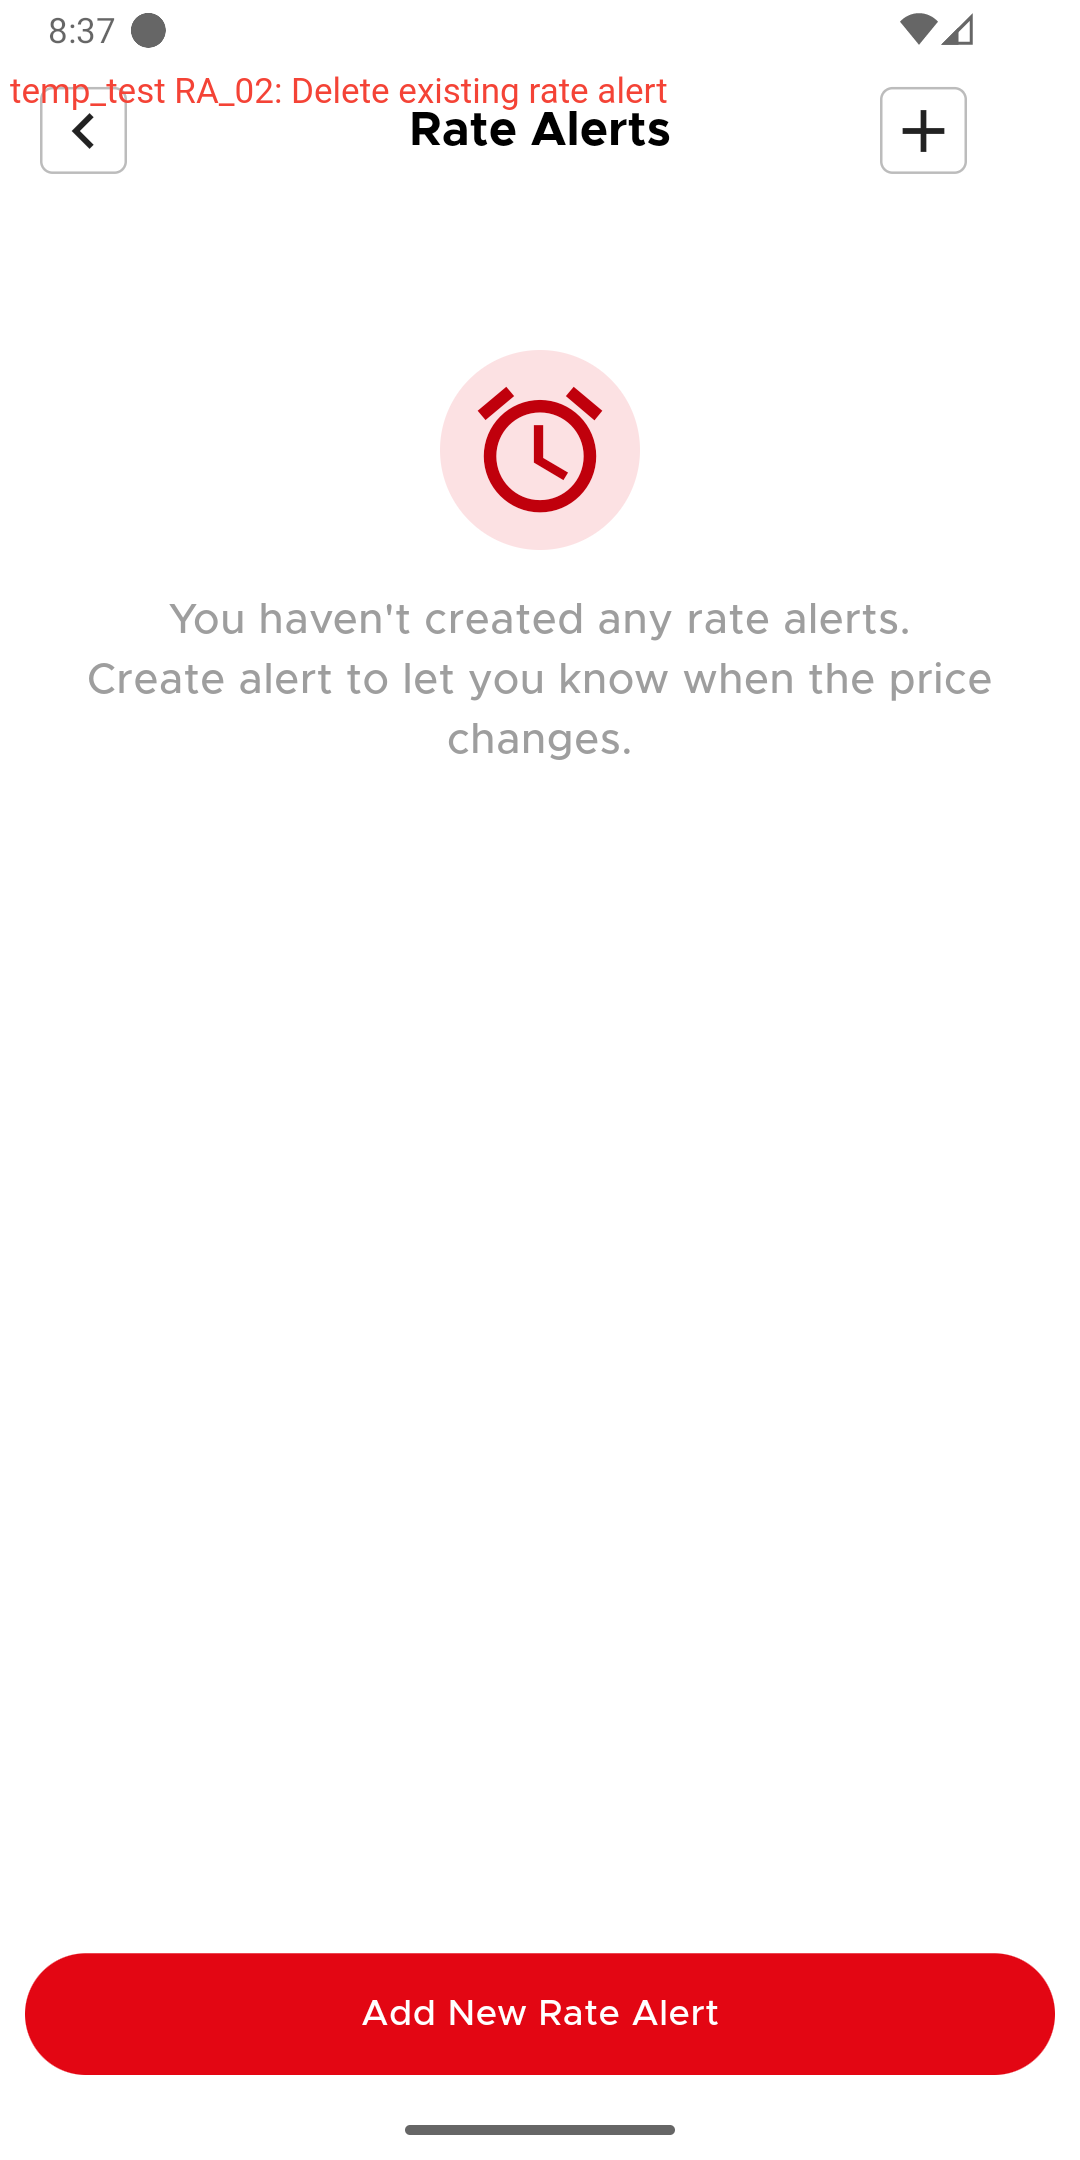 8:37
temp_test RA_02: Delete existing rate alert
Rate Alerts
You haven't created any rate alerts.
Create alert to let you know when the price
changes.
Add New Rate Alert